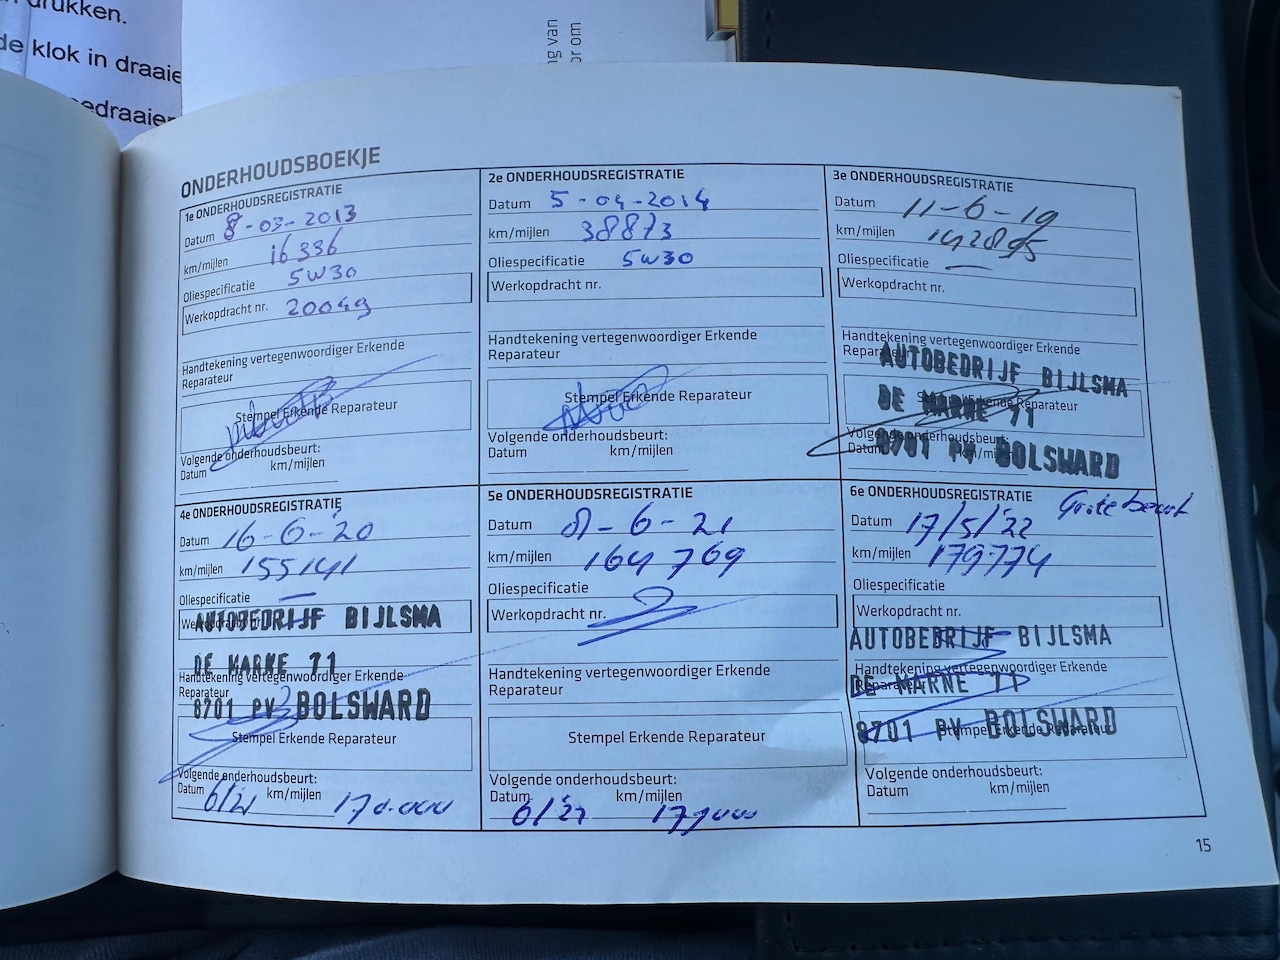 drukken.
de klok in draaie
edraaier
ng van
or om
ONDERHOUDSBOEKJE
1e ONDERHOUDSREGISTRATIE
Datum 8-03-2013
km/mijlen 16336
Oliespecificatie 5W30
Werkopdracht nr. 20049
Handtekening vertegenwoordiger Erkende
Reparateur
Stempel Erkende Reparateur
Volgende onderhoudsbeurt:
Datum km/mijlen
2e ONDERHOUDSREGISTRATIE
Datum 5-04-2014
km/mijlen 38873
Oliespecificatie 5W30
Werkopdracht nr.
Handtekening vertegenwoordiger Erkende
Reparateur
Stempel Erkende Reparateur
Volgende onderhoudsbeurt:
Datum km/mijlen
3e ONDERHOUDSREGISTRATIE
Datum 11-6-19
km/mijlen 142895
Oliespecificatie —
Werkopdracht nr.
Handtekening vertegenwoordiger Erkende
Reparateur
AUTOBEDRIJF BIJLSMA
Stempel Erkende Reparateur
DE MARNE 71
Volgende onderhoudsbeurt:
Datum km/mijlen
8701 PV BOLSWARD
4e ONDERHOUDSREGISTRATIE
Datum 16-6-'20
km/mijlen 155141
Oliespecificatie —
Werkopdracht nr.
AUTOBEDRIJF BIJLSMA
DE MARNE 71
Handtekening vertegenwoordiger Erkende
Reparateur
8701 PV BOLSWARD
Stempel Erkende Reparateur
Volgende onderhoudsbeurt:
Datum 6/21 km/mijlen 170.000
5e ONDERHOUDSREGISTRATIE
Datum 8-6-21
km/mijlen 164769
Oliespecificatie
Werkopdracht nr.
Handtekening vertegenwoordiger Erkende
Reparateur
Stempel Erkende Reparateur
Volgende onderhoudsbeurt:
Datum 6/22 km/mijlen
6e ONDERHOUDSREGISTRATIE Grote beurt
Datum 17/5/'22
km/mijlen 179774
Oliespecificatie
Werkopdracht nr.
AUTOBEDRIJF BIJLSMA
Handtekening vertegenwoordiger Erkende
Reparateur
DE MARNE 71
8701 PV BOLSWARD
Stempel Erkende Reparateur
Volgende onderhoudsbeurt:
Datum km/mijlen
15